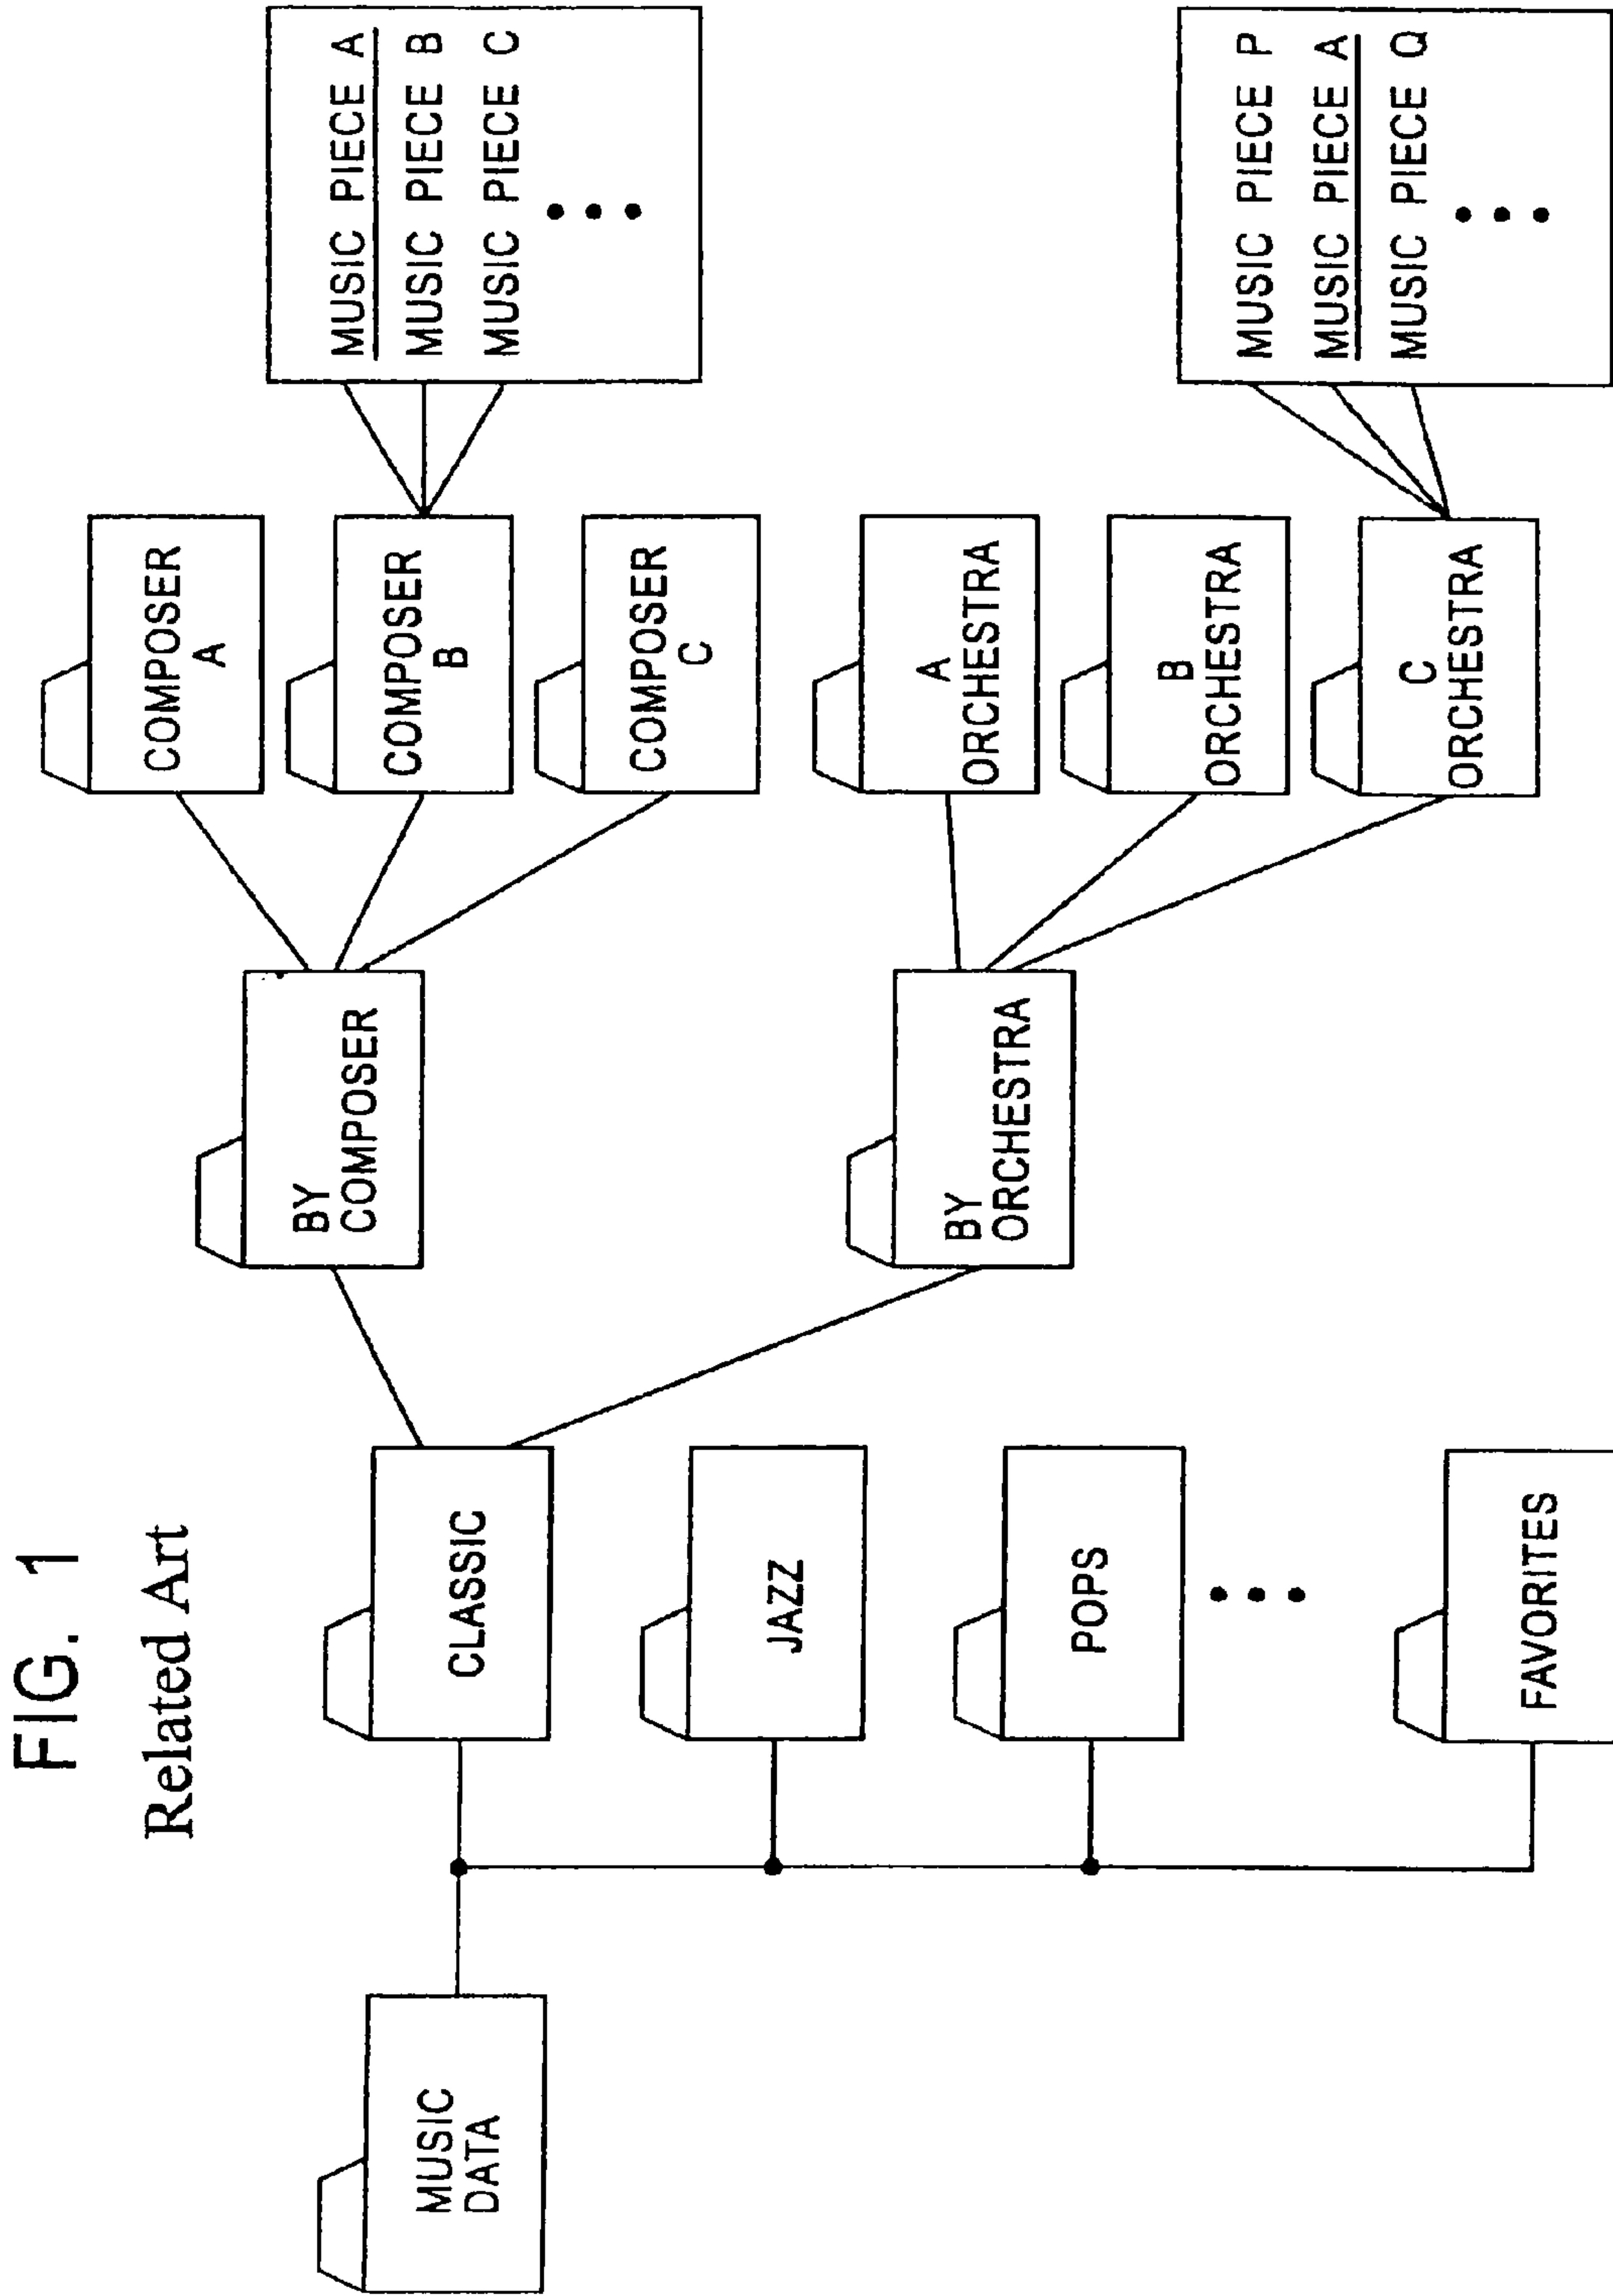 FIG. 1
Related Art
MUSIC
DATA
CLASSIC
JAZZ
POPS
FAVORITES
BY
COMPOSER
BY
ORCHESTRA
COMPOSER
A
COMPOSER
B
COMPOSER
C
A
ORCHESTRA
B
ORCHESTRA
C
ORCHESTRA
MUSIC PIECE A
MUSIC PIECE B
MUSIC PIECE C
MUSIC PIECE P
MUSIC PIECE A
MUSIC PIECE Q